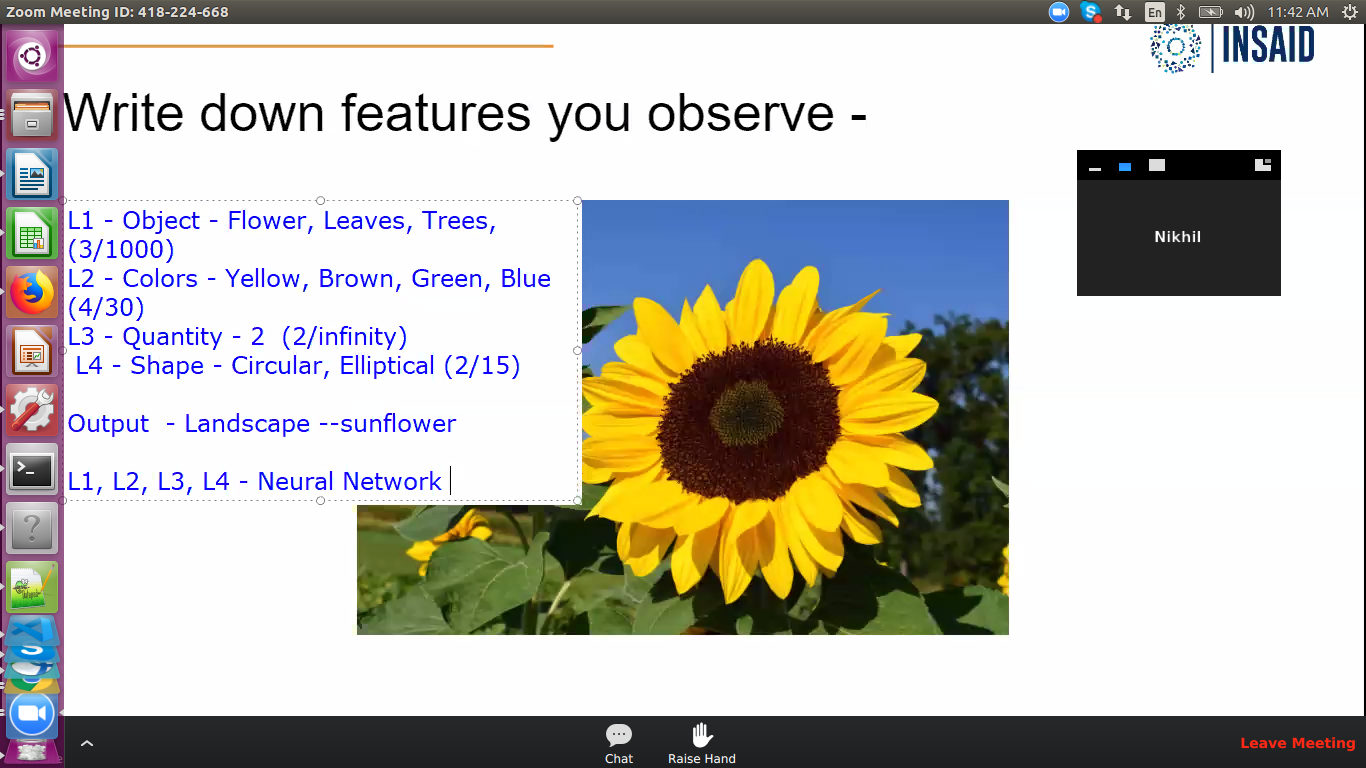 Zoom Meeting ID: 418-224-668
En
11:42 AM
INSAID
Write down features you observe -
L1 - Object - Flower, Leaves, Trees,
(3/1000)
L2 - Colors - Yellow, Brown, Green, Blue
(4/30)
L3 - Quantity - 2  (2/infinity)
L4 - Shape - Circular, Elliptical (2/15)
Output  - Landscape --sunflower
L1, L2, L3, L4 - Neural Network
Nikhil
Chat
Raise Hand
Leave Meeting